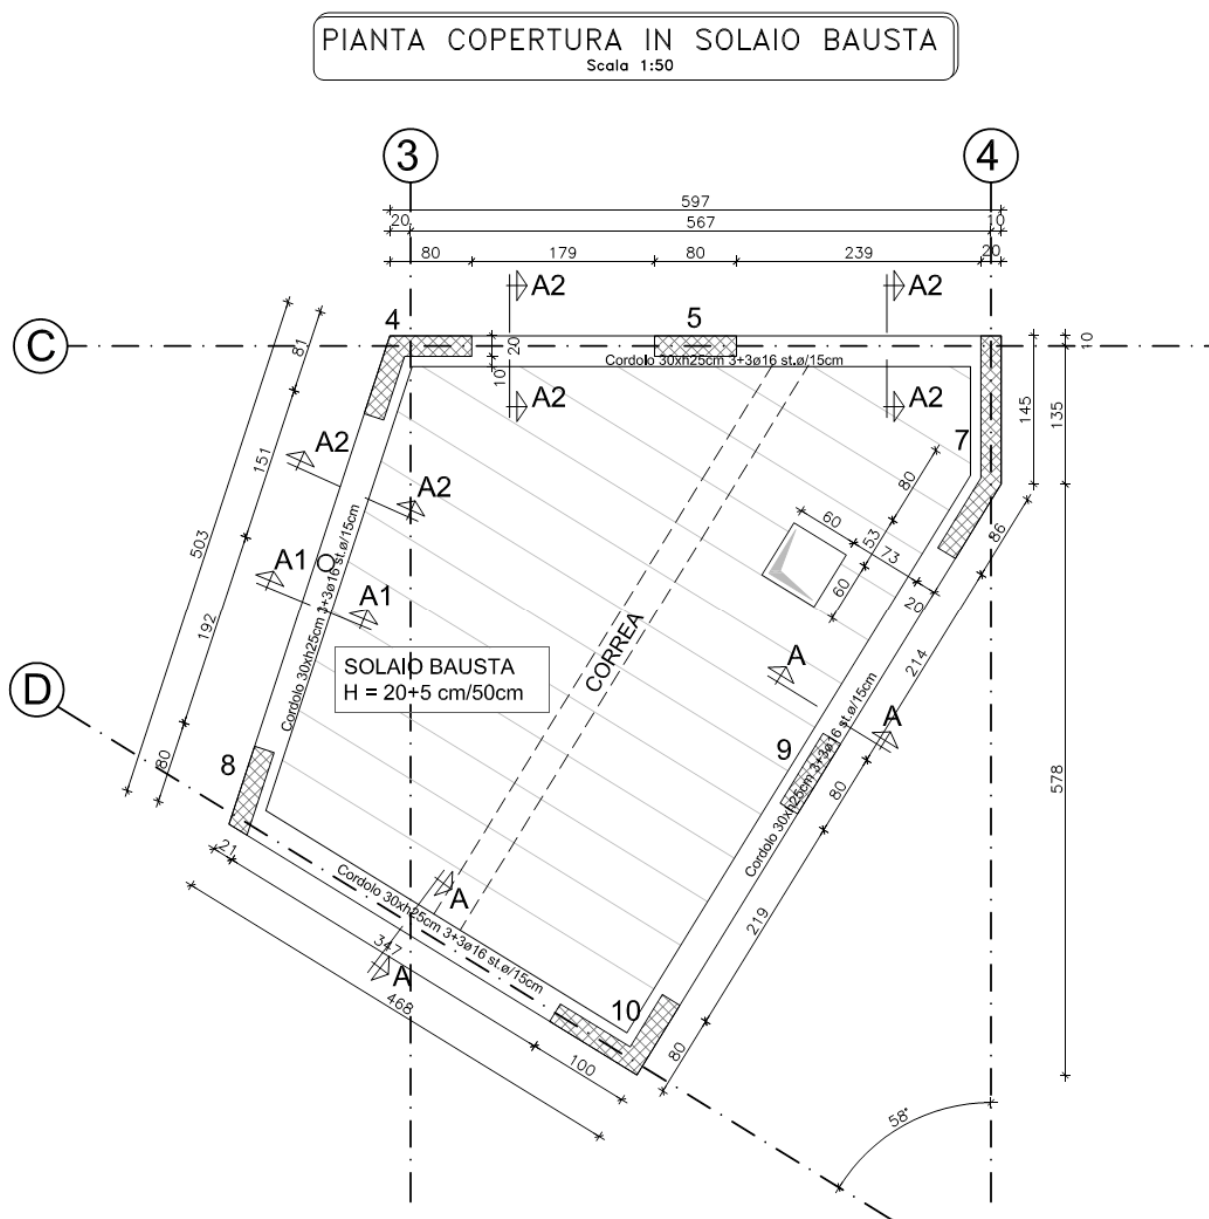 PIANTA COPERTURA IN SOLAIO BAUSTA
Scala 1:50
3
4
597
20
567
10
80
179
80
239
20
A2
A2
4
5
C
20
10
Cordolo 30xh25cm 3+3ø16 st.ø/15cm
10
81
A2
A2
145
135
7
A2
151
A2
80
60
53
73
86
503
60
20
A1
A1
192
Cordolo 30xh25cm 3+3ø16 st.ø/15cm
CORREA
SOLAIO BAUSTA
H = 20+5 cm/50cm
A
214
D
A
9
Cordolo 30xh25cm 3+3ø16 st.ø/15cm
80
8
80
578
21
Cordolo 30xh25cm 3+3ø16 st.ø/15cm
A
219
347
A
468
10
80
100
58°